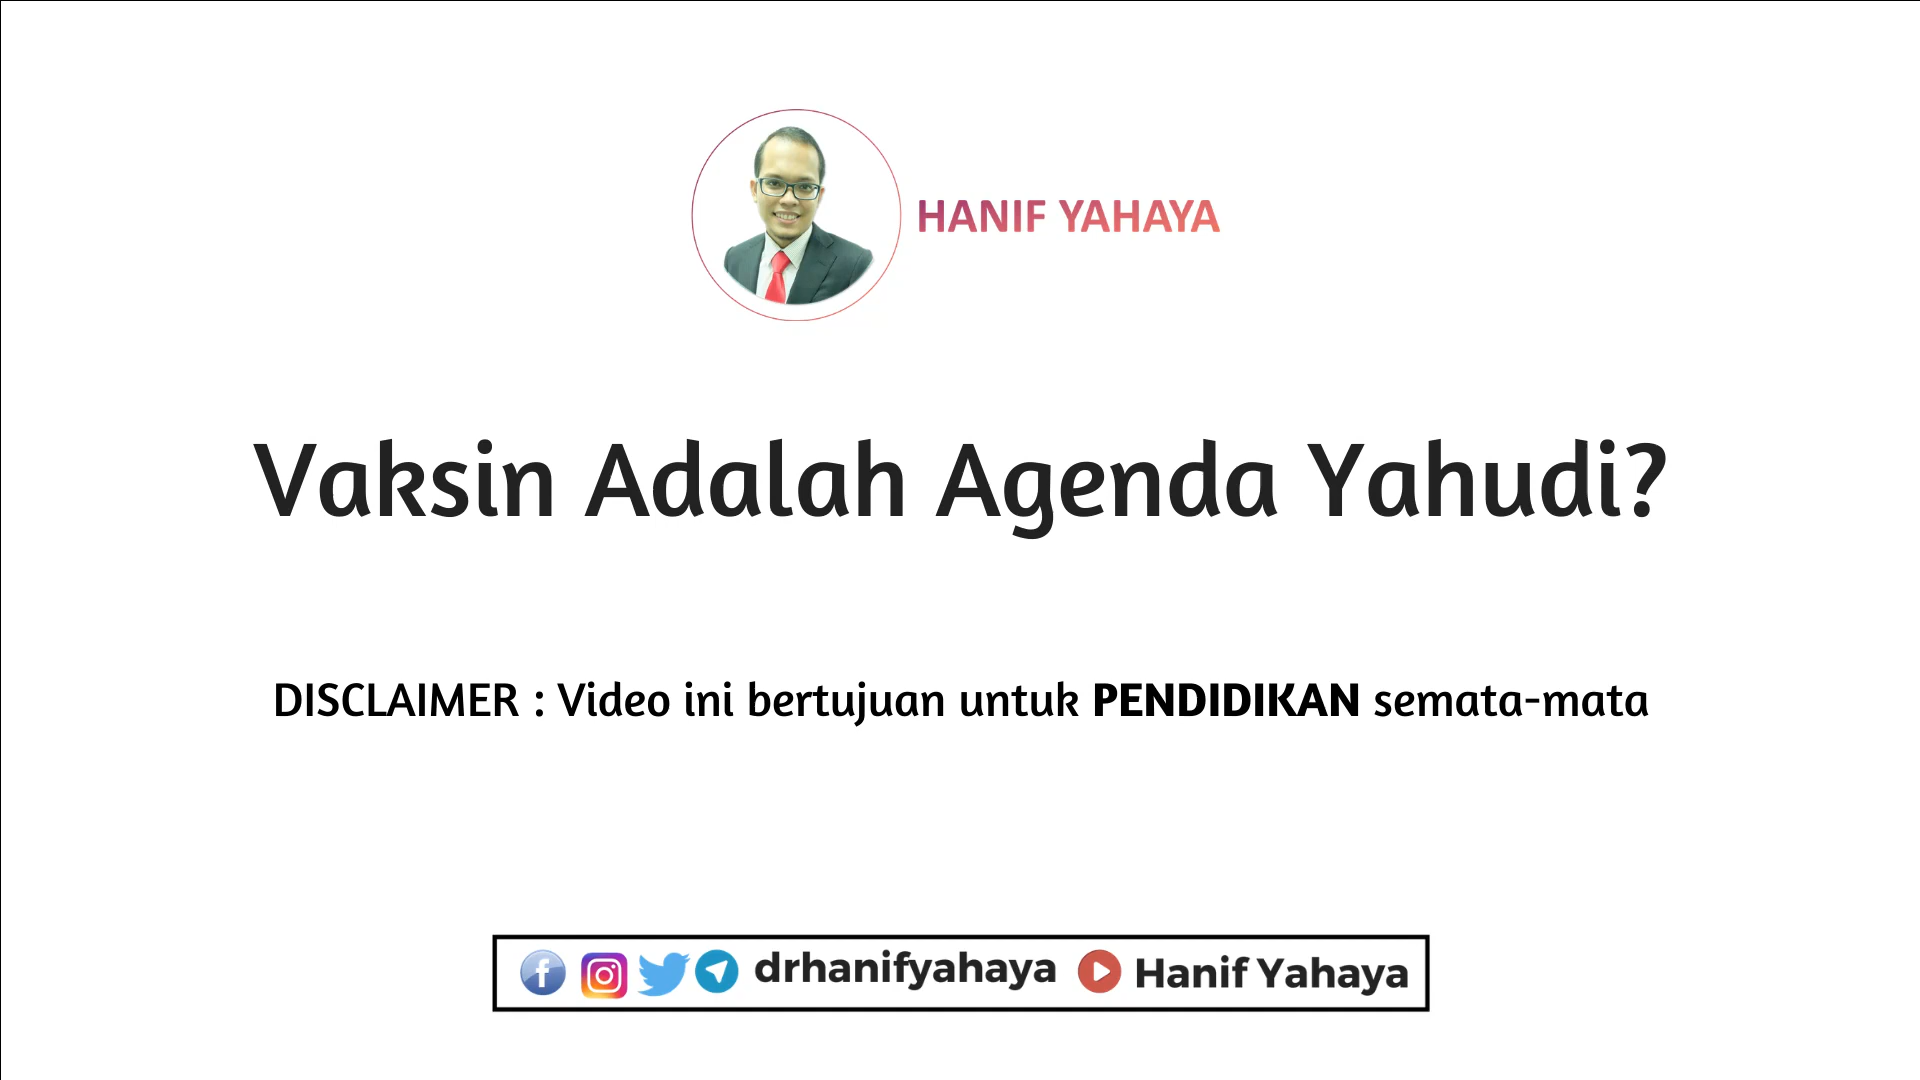 HANIF YAHAYA
Vaksin Adalah Agenda Yahudi?
DISCLAIMER : Video ini bertujuan untuk PENDIDIKAN semata-mata
drhanifyahaya Hanif Yahaya